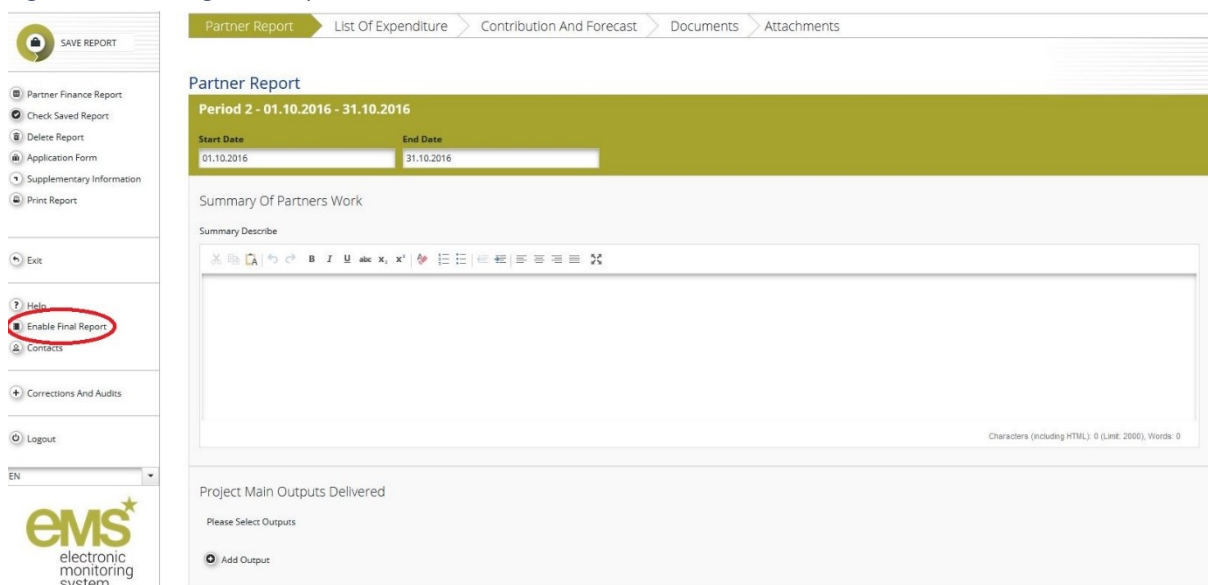 SAVE REPORT
Partner Finance Report
Check Saved Report
Delete Report
Application Form
Supplementary Information
Print Report
Exit
Help
Enable Final Report
Contacts
Corrections And Audits
Logout
EN
eMS
electronic
monitoring
system
Partner Report
List Of Expenditure
Contribution And Forecast
Documents
Attachments
Partner Report
Period 2 - 01.10.2016 - 31.10.2016
Start Date
End Date
01.10.2016
31.10.2016
Summary Of Partners Work
Summary Describe
B I U abc X₂ X²
Characters (including HTML): 0 (Limit: 2000), Words: 0
Project Main Outputs Delivered
Please Select Outputs
Add Output